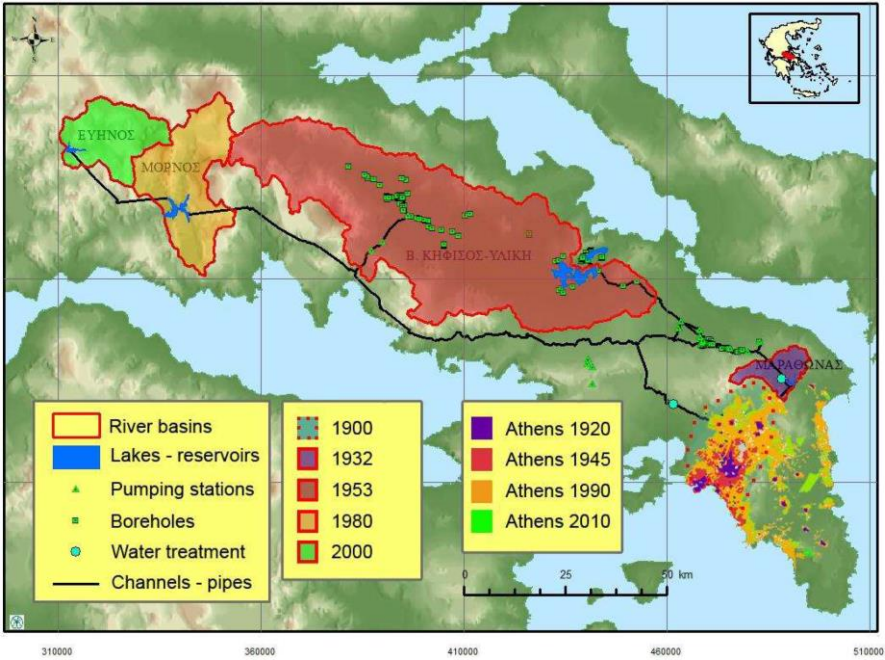 N
W
E
S
ΕΥΗΝΟΣ
ΜΟΡΝΟΣ
Β. ΚΗΦΙΣΟΣ-ΥΛΙΚΗ
ΜΑΡΑΘΩΝΑΣ
River basins
Lakes - reservoirs
Pumping stations
Boreholes
Water treatment
Channels - pipes
1900
1932
1953
1980
2000
Athens 1920
Athens 1945
Athens 1990
Athens 2010
0 25 50 km
310000 360000 410000 460000 510000